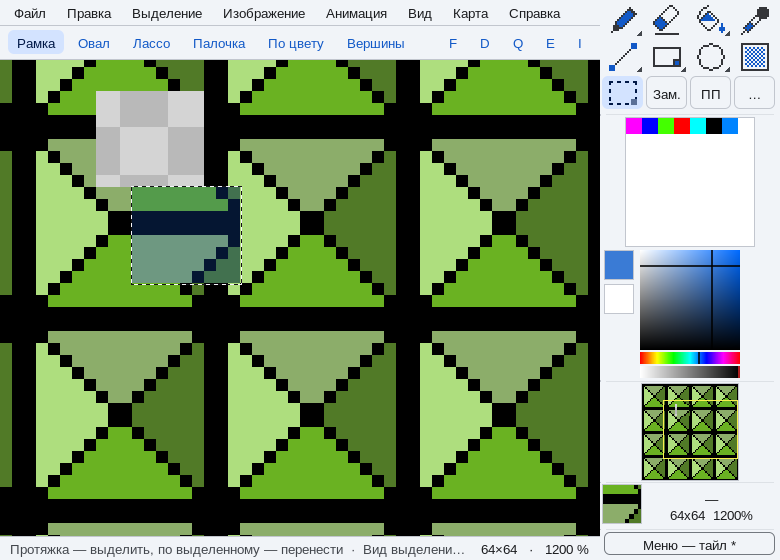 Файл Правка Выделение Изображение Анимация Вид Карта Справка
Рамка Овал Лассо Палочка По цвету Вершины F D Q E I
Зам. ПП ...
—
64x64 1200%
Протяжка — выделить, по выделенному — перенести · Вид выделени… 64×64 · 1200 %
Меню — тайл *